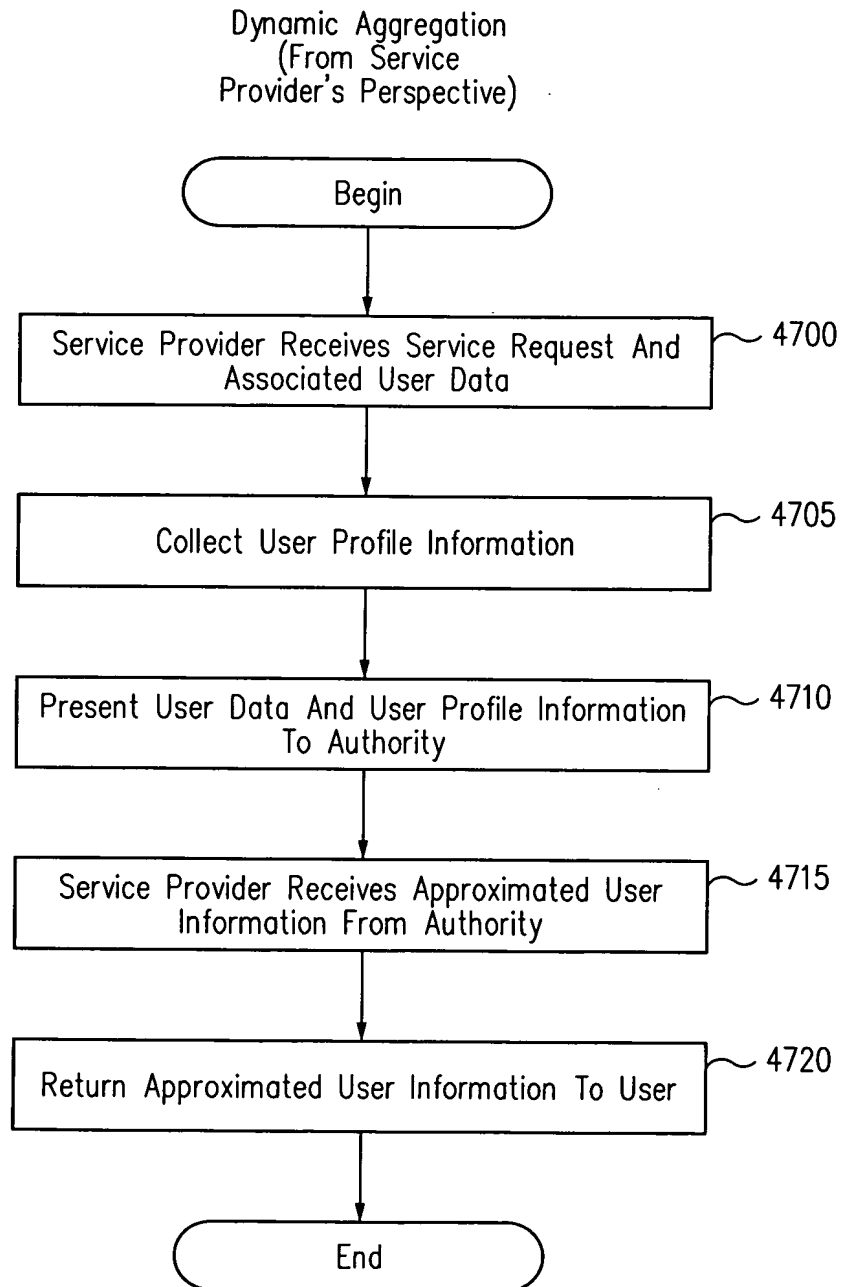 Dynamic Aggregation
(From Service
Provider's Perspective)
Begin
Service Provider Receives Service Request And
Associated User Data
4700
Collect User Profile Information
4705
Present User Data And User Profile Information
To Authority
4710
Service Provider Receives Approximated User
Information From Authority
4715
Return Approximated User Information To User
4720
End